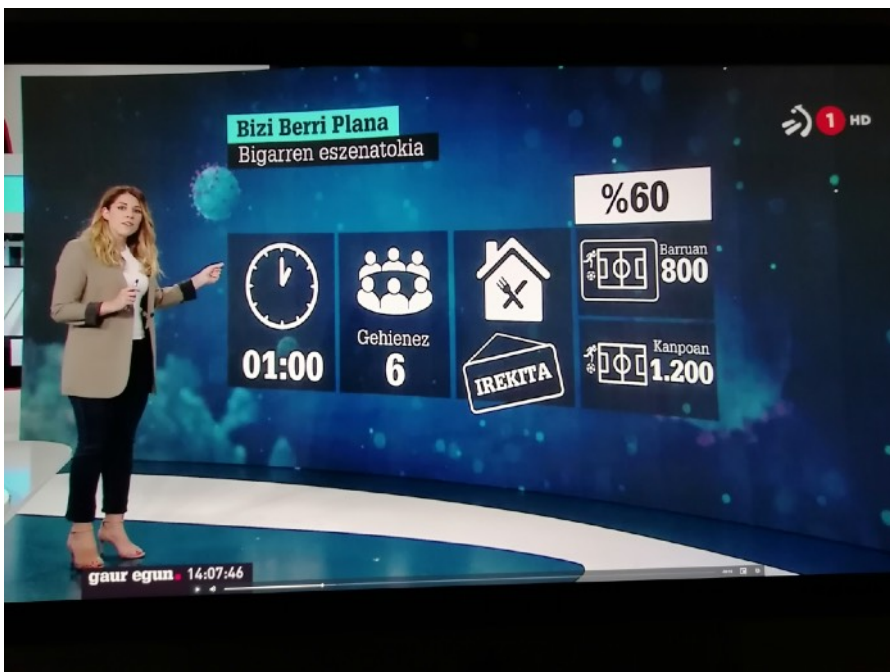 Bizi Berri Plana
Bigarren eszenatokia
1 HD
%60
01:00
Gehienez
6
IREKITA
Barruan
800
Kanpoan
1.200
gaur egun. 14:07:46